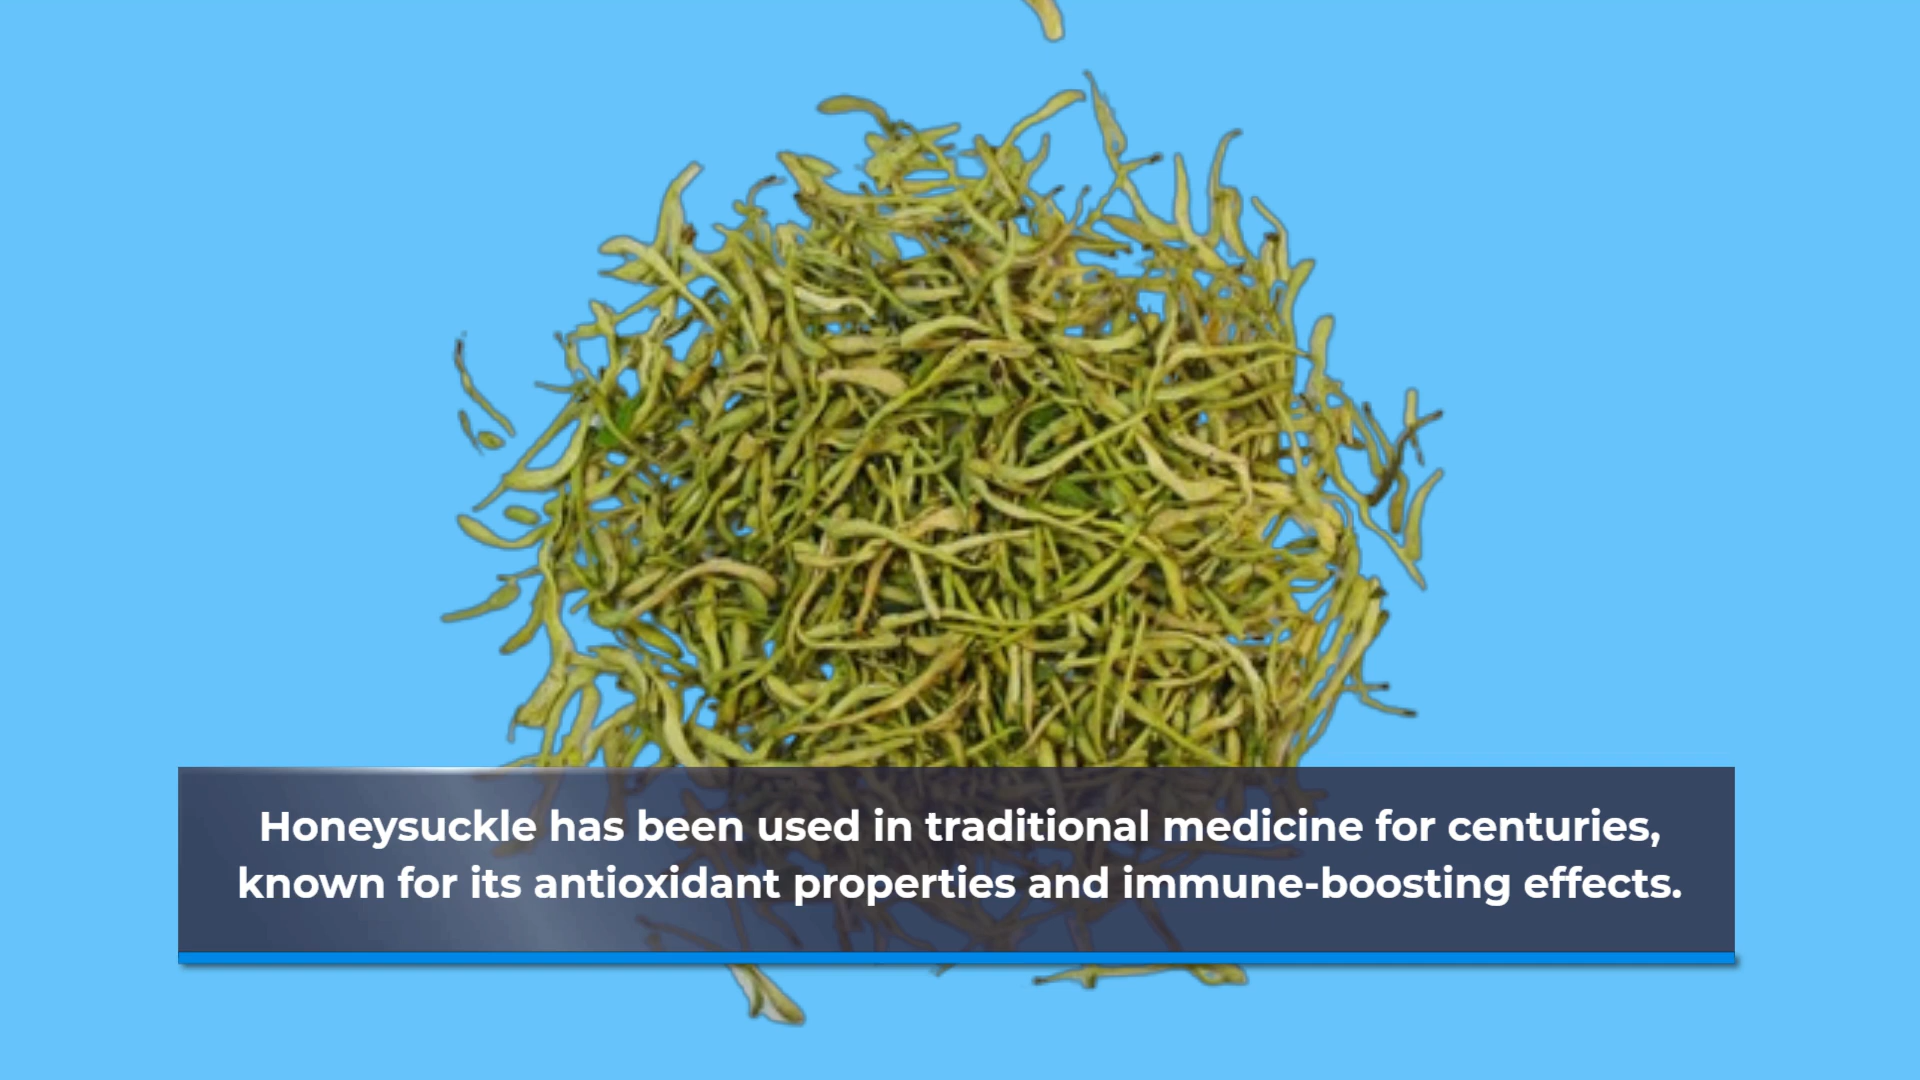 Honeysuckle has been used in traditional medicine for centuries,
known for its antioxidant properties and immune-boosting effects.